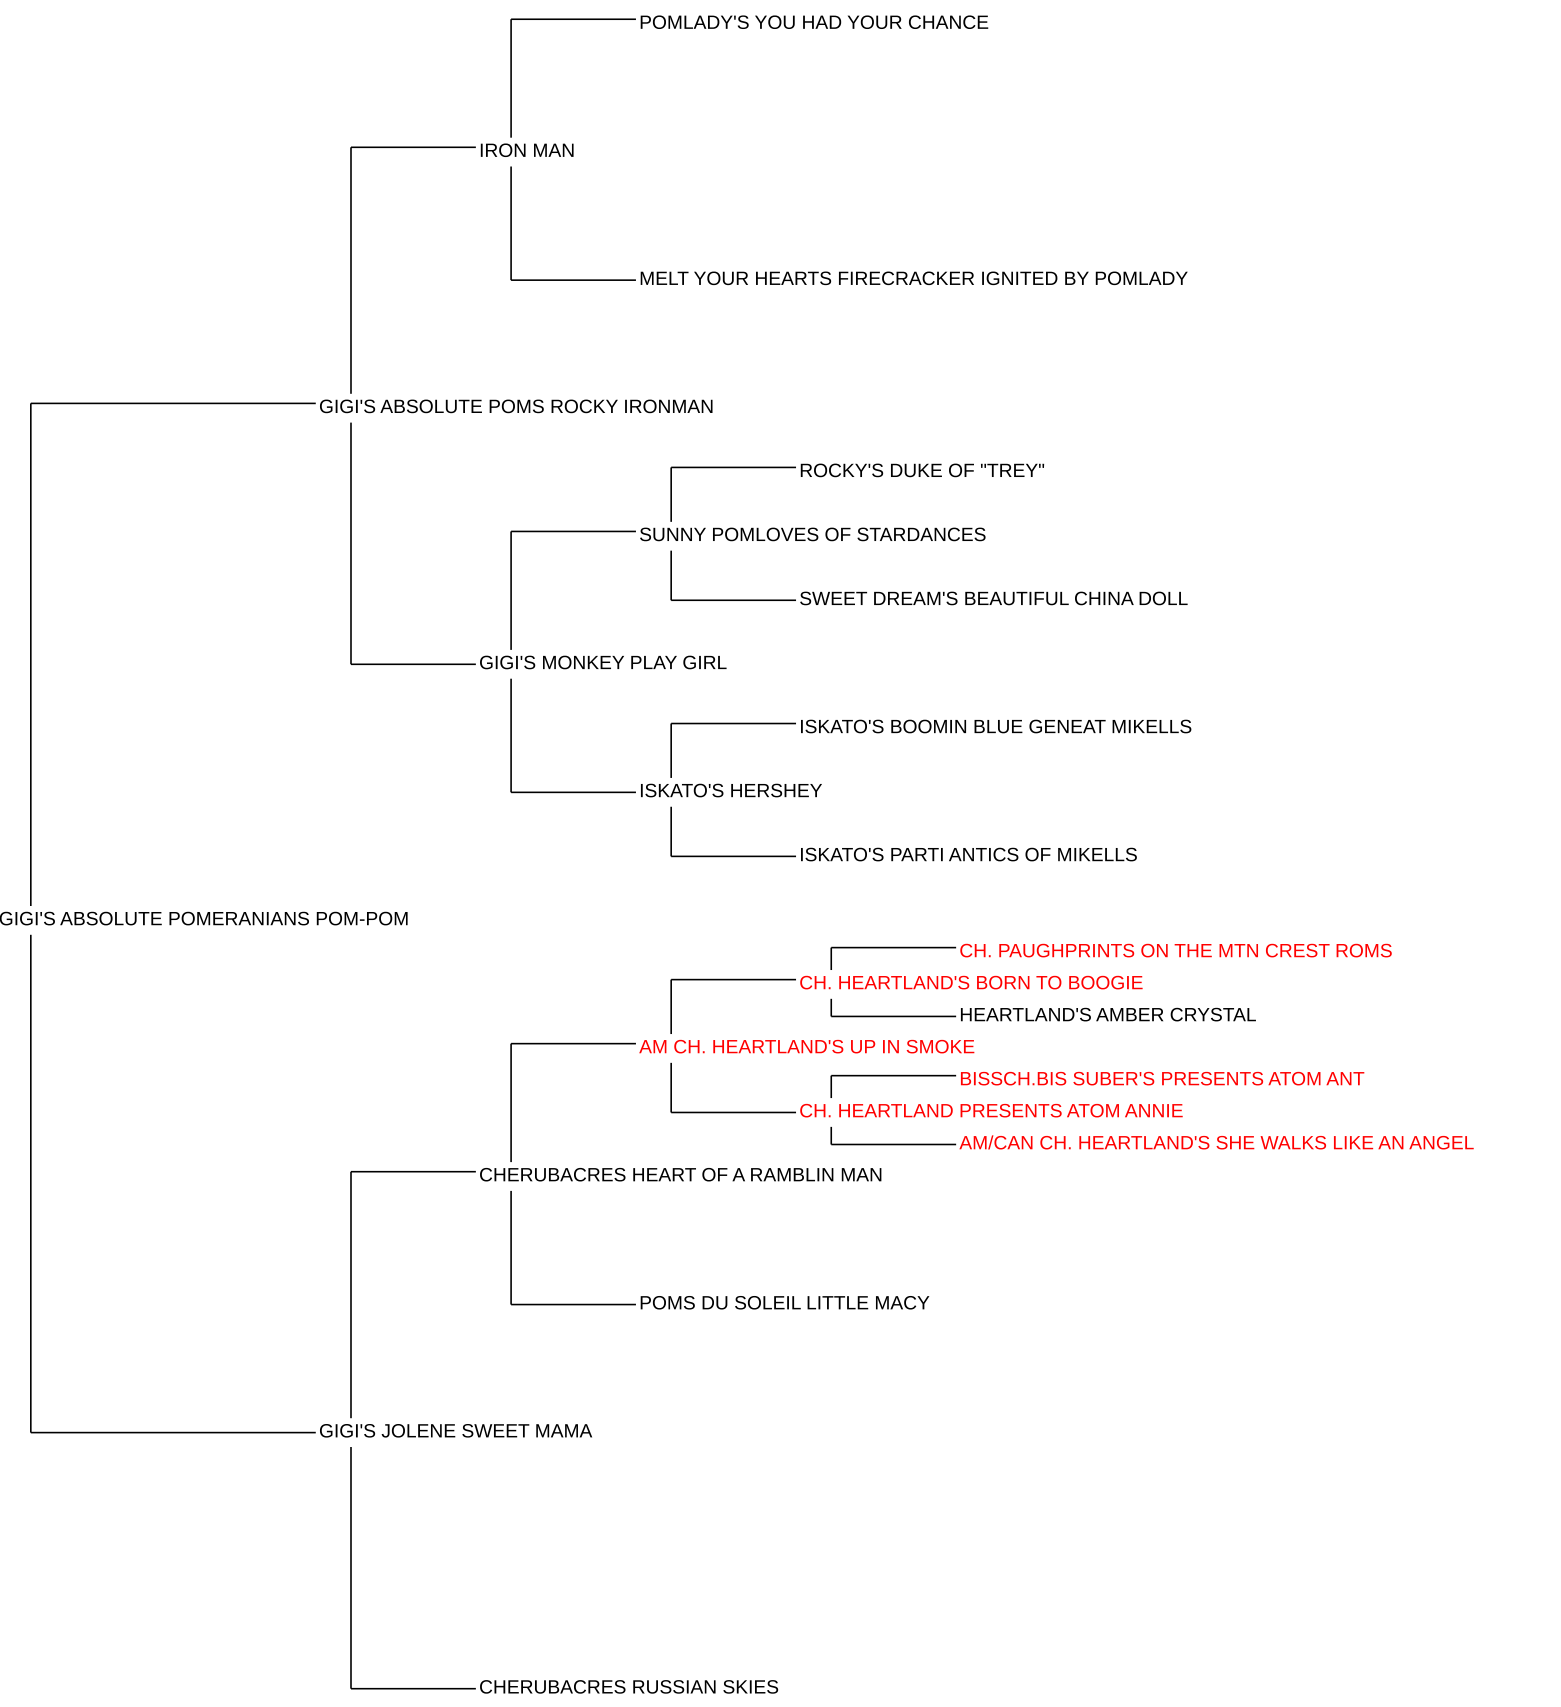 POMLADY'S YOU HAD YOUR CHANCE
IRON MAN
MELT YOUR HEARTS FIRECRACKER IGNITED BY POMLADY
GIGI'S ABSOLUTE POMS ROCKY IRONMAN
ROCKY'S DUKE OF "TREY"
SUNNY POMLOVES OF STARDANCES
SWEET DREAM'S BEAUTIFUL CHINA DOLL
GIGI'S MONKEY PLAY GIRL
ISKATO'S BOOMIN BLUE GENEAT MIKELLS
ISKATO'S HERSHEY
ISKATO'S PARTI ANTICS OF MIKELLS
GIGI'S ABSOLUTE POMERANIANS POM-POM
CH. PAUGHPRINTS ON THE MTN CREST ROMS
CH. HEARTLAND'S BORN TO BOOGIE
HEARTLAND'S AMBER CRYSTAL
AM CH. HEARTLAND'S UP IN SMOKE
BISSCH.BIS SUBER'S PRESENTS ATOM ANT
CH. HEARTLAND PRESENTS ATOM ANNIE
AM/CAN CH. HEARTLAND'S SHE WALKS LIKE AN ANGEL
CHERUBACRES HEART OF A RAMBLIN MAN
POMS DU SOLEIL LITTLE MACY
GIGI'S JOLENE SWEET MAMA
CHERUBACRES RUSSIAN SKIES